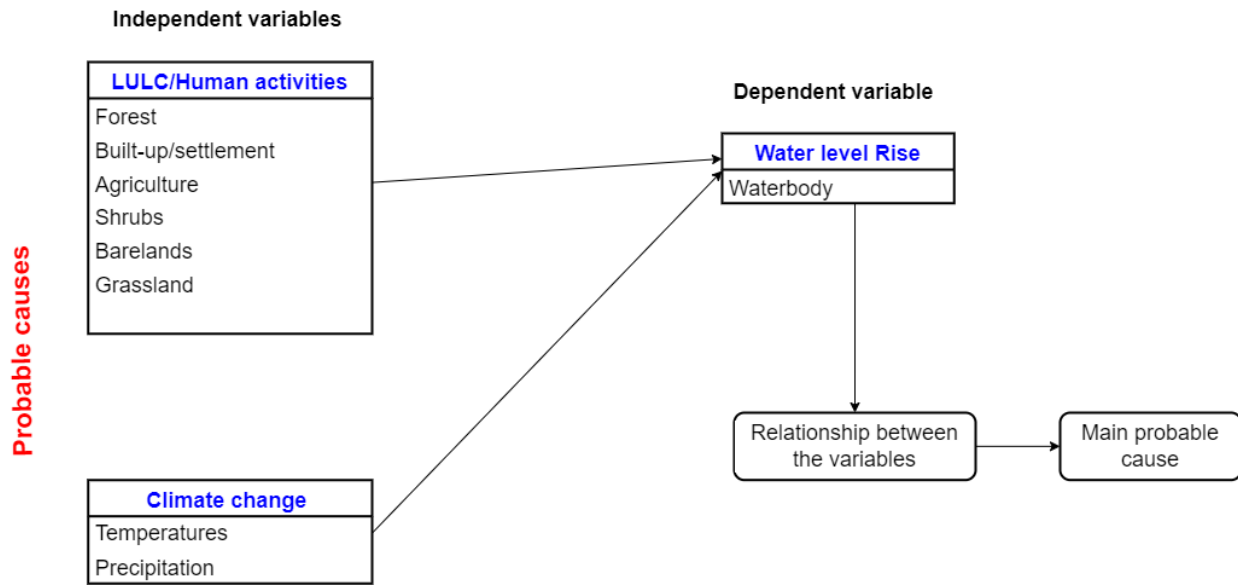 Independent variables
LULC/Human activities
Forest
Built-up/settlement
Agriculture
Shrubs
Barelands
Grassland
Probable causes
Climate change
Temperatures
Precipitation
Dependent variable
Water level Rise
Waterbody
Relationship between
the variables
Main probable
cause